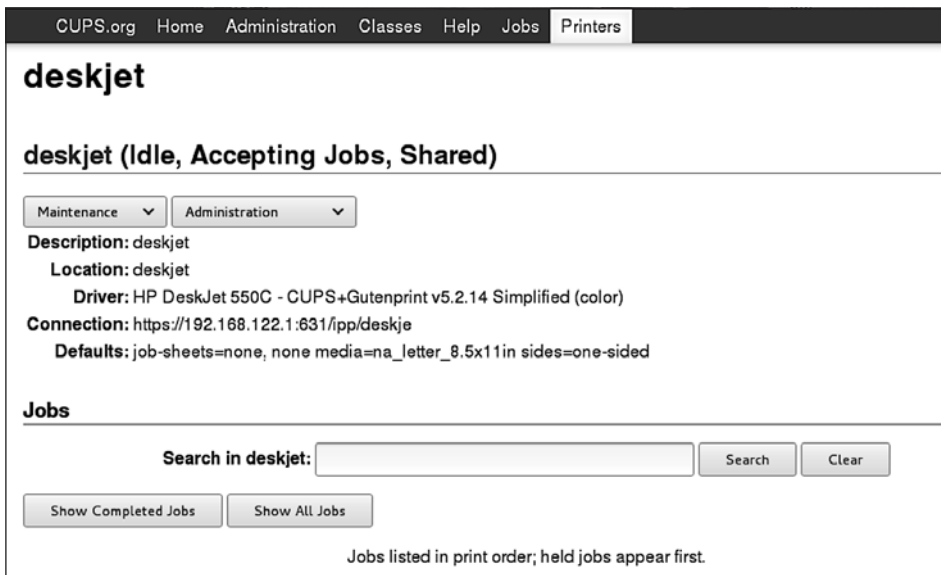 CUPS.org Home Administration Classes Help Jobs Printers
deskjet
deskjet (Idle, Accepting Jobs, Shared)
Maintenance Administration
Description: deskjet
Location: deskjet
Driver: HP DeskJet 550C - CUPS+Gutenprint v5.2.14 Simplified (color)
Connection: https://192.168.122.1:631/ipp/deskje
Defaults: job-sheets=none, none media=na_letter_8.5x11in sides=one-sided
Jobs
Search in deskjet: Search Clear
Show Completed Jobs Show All Jobs
Jobs listed in print order; held jobs appear first.